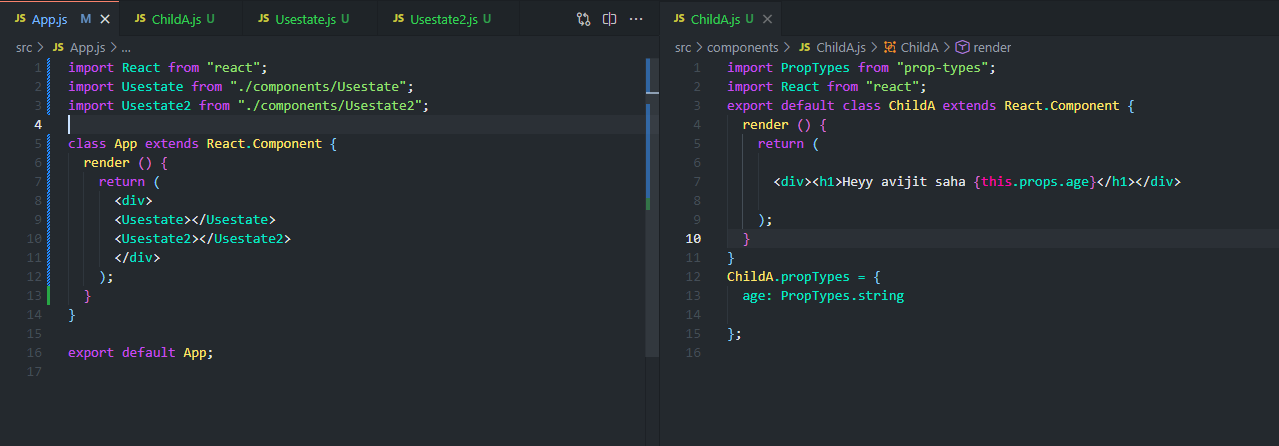 JS App.js M × JS ChildA.js U JS Usestate.js U JS Usestate2.js U ...
src > JS App.js > ...
1 import React from "react";
2 import Usestate from "./components/Usestate";
3 import Usestate2 from "./components/Usestate2";
4
5 class App extends React.Component {
6 render () {
7 return (
8 <div>
9 <Usestate></Usestate>
10 <Usestate2></Usestate2>
11 </div>
12 );
13 }
14 }
15
16 export default App;
17
JS ChildA.js U ×
src > components > JS ChildA.js > ChildA > render
1 import PropTypes from "prop-types";
2 import React from "react";
3 export default class ChildA extends React.Component {
4 render () {
5 return (
6
7 <div><h1>Heyy avijit saha {this.props.age}</h1></div>
8
9 );
10 }
11 }
12 ChildA.propTypes = {
13 age: PropTypes.string
14
15 };
16